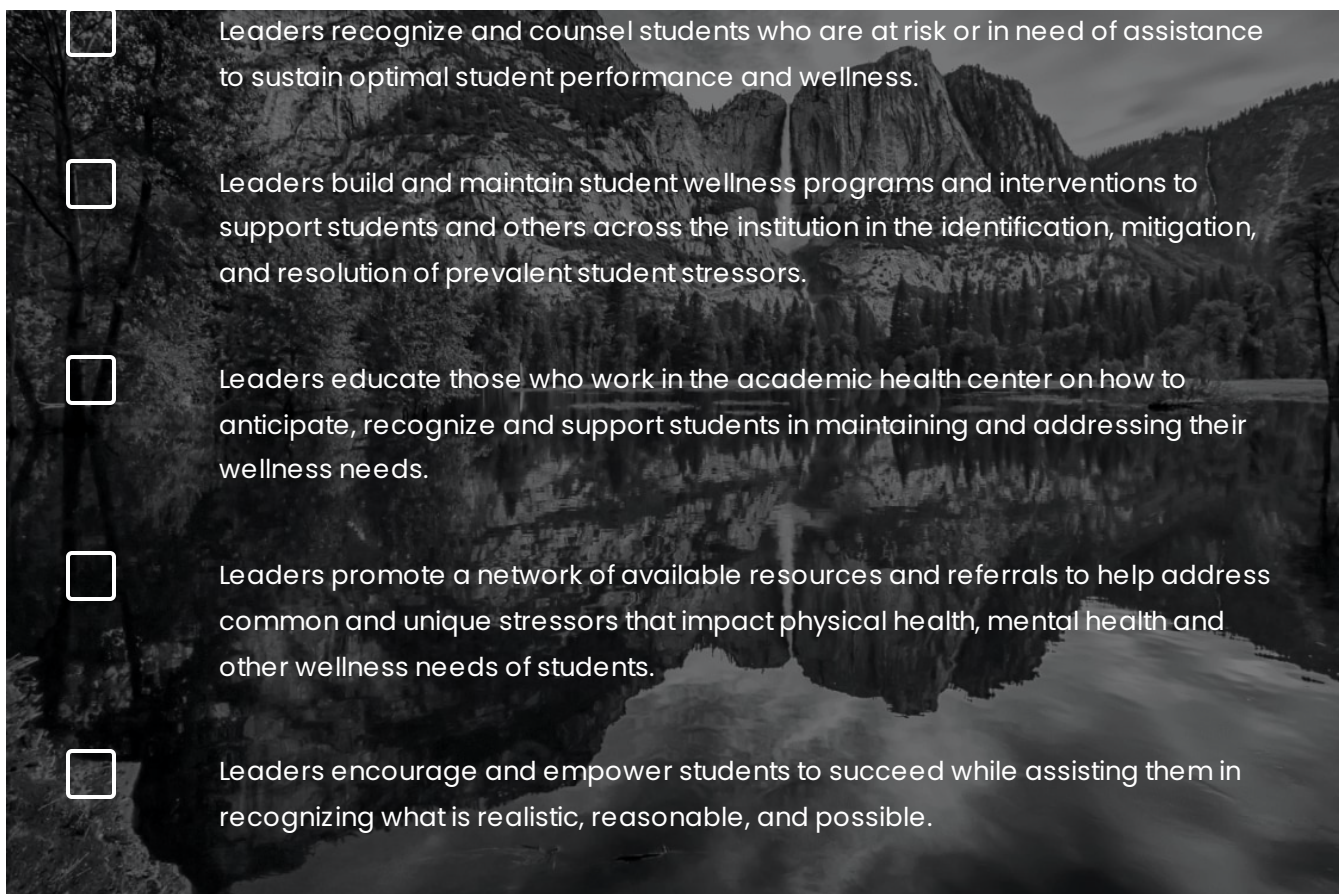 Leaders recognize and counsel students who are at risk or in need of assistance
to sustain optimal student performance and wellness.
Leaders build and maintain student wellness programs and interventions to
support students and others across the institution in the identification, mitigation,
and resolution of prevalent student stressors.
Leaders educate those who work in the academic health center on how to
anticipate, recognize and support students in maintaining and addressing their
wellness needs.
Leaders promote a network of available resources and referrals to help address
common and unique stressors that impact physical health, mental health and
other wellness needs of students.
Leaders encourage and empower students to succeed while assisting them in
recognizing what is realistic, reasonable, and possible.